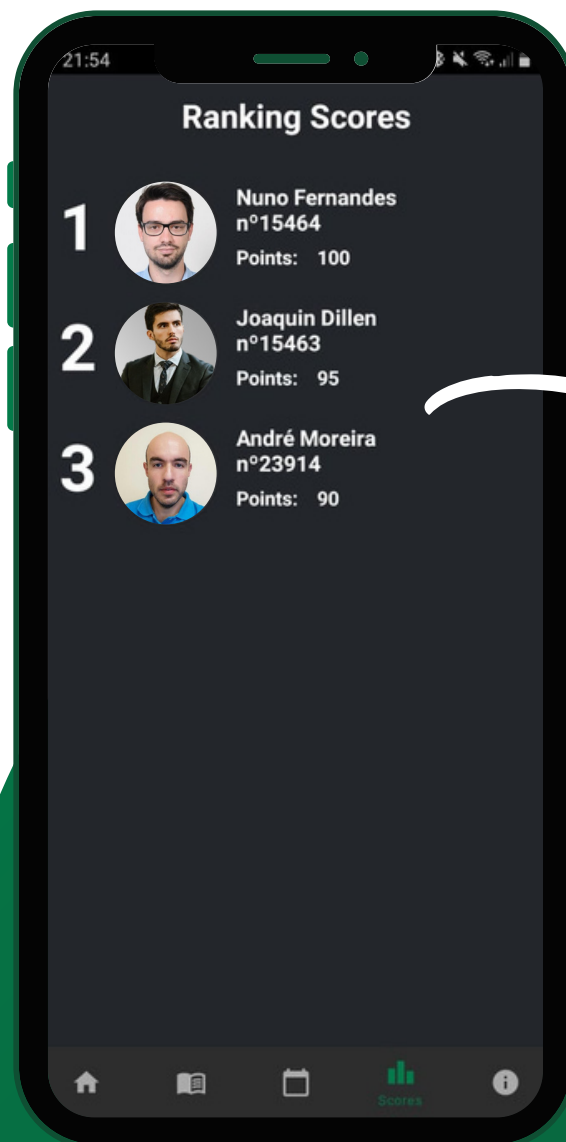 21:54
Ranking Scores
1
Nuno Fernandes
nº15464
Points: 100
2
Joaquin Dillen
nº15463
Points: 95
3
André Moreira
nº23914
Points: 90
Scores